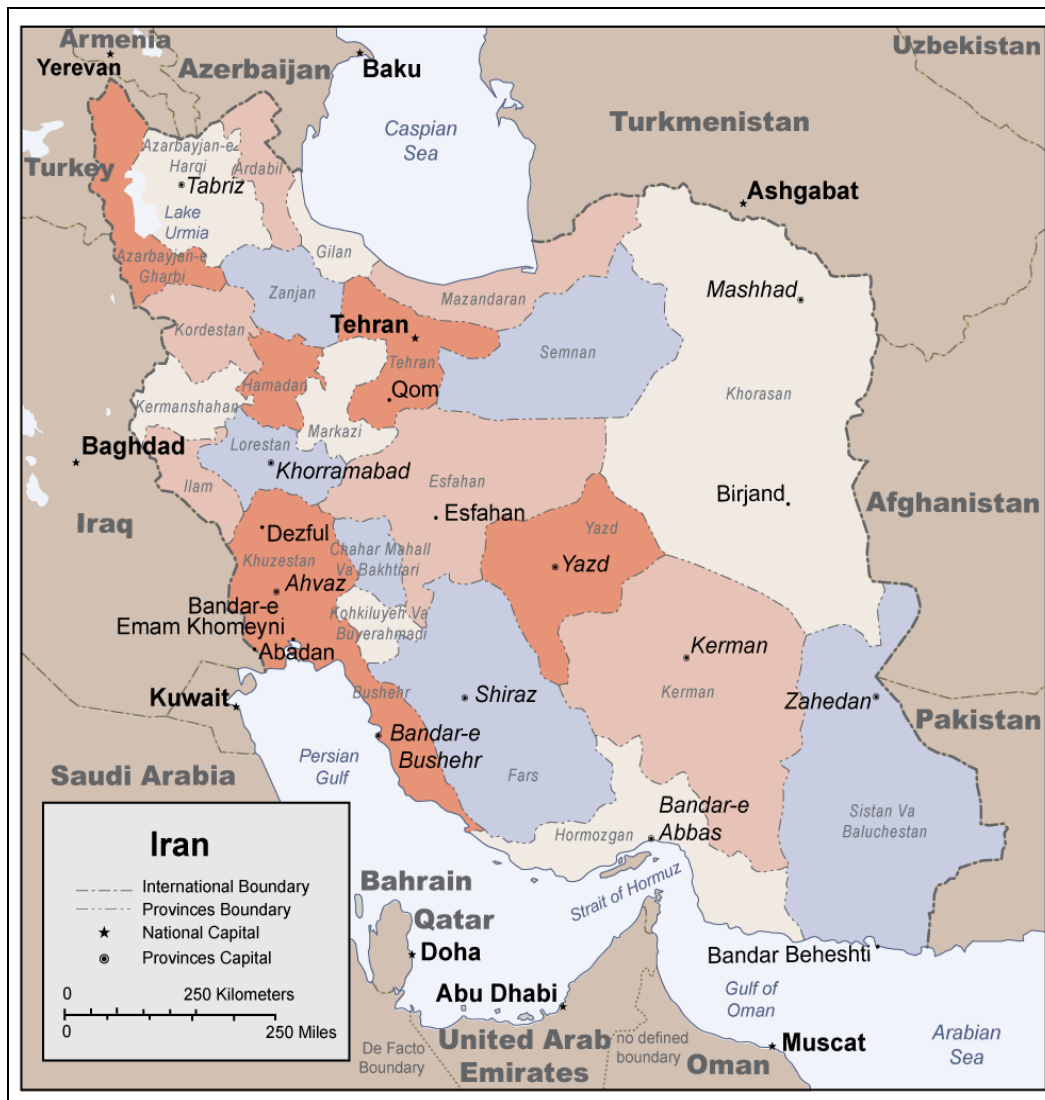 Armenia
Yerevan
Azerbaijan
Baku
Uzbekistan
Caspian
Sea
Turkmenistan
Turkey
Azarbayjan-e
Harqi
Ardabil
Tabriz
Ashgabat
Lake
Urmia
Gilan
Azarbayjan-e
Gharbi
Zanjan
Mazandaran
Mashhad
Kordestan
Tehran
Semnan
Tehran
Hamadan
Qom
Khorasan
Kermanshahan
Markazi
Baghdad
Lorestan
Khorramabad
Ilam
Esfahan
Birjand
Afghanistan
Iraq
Esfahan
Dezful
Yazd
Chahar Mahall
Va Bakhtiari
Khuzestan
Yazd
Ahvaz
Bandar-e
Emam Khomeyni
Kohkiluyeh Va
Buyerahmadi
Abadan
Kerman
Kuwait
Bushehr
Shiraz
Kerman
Zahedan
Pakistan
Bandar-e
Bushehr
Persian
Gulf
Saudi Arabia
Fars
Bandar-e
Abbas
Sistan Va
Baluchestan
Hormozgan
Iran
International Boundary
Provinces Boundary
National Capital
Provinces Capital
0 250 Kilometers
0 250 Miles
Bahrain
Strait of Hormuz
Qatar
Doha
Bandar Beheshti
Abu Dhabi
Gulf of
Oman
United Arab
Emirates
De Facto
Boundary
no defined
boundary
Oman
Muscat
Arabian
Sea